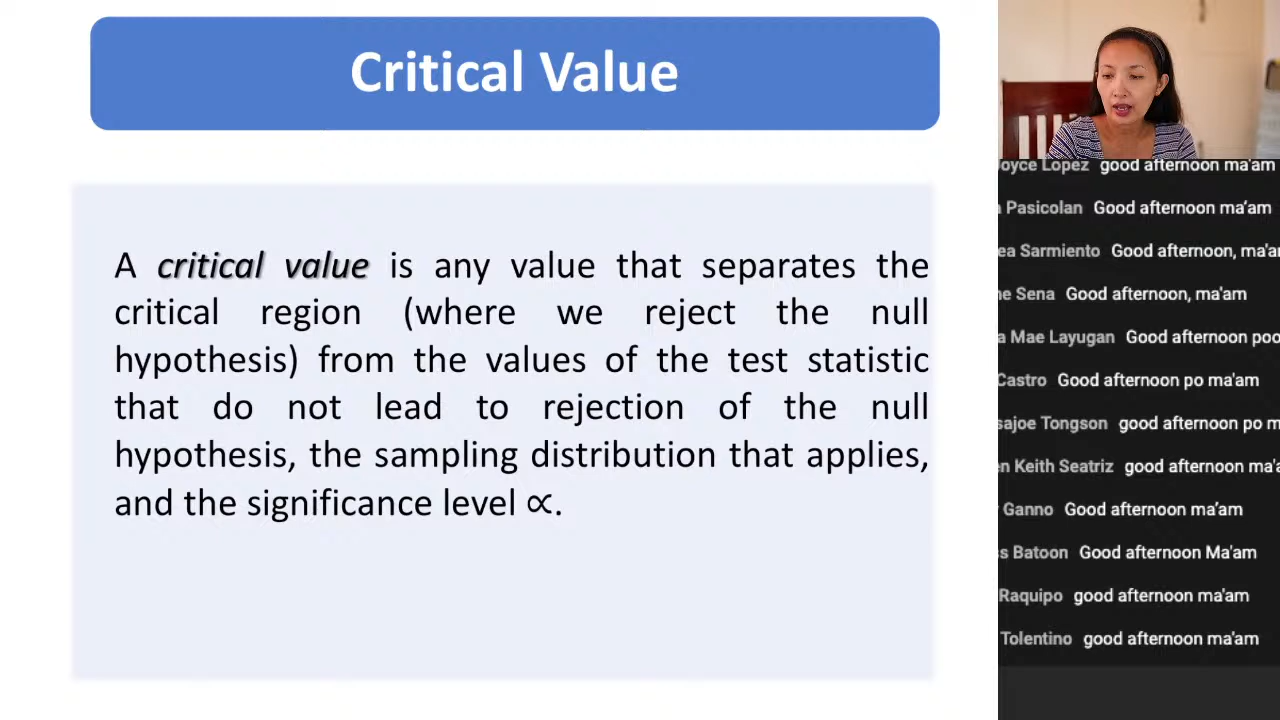 Critical Value
A critical value is any value that separates the
critical region (where we reject the null
hypothesis) from the values of the test statistic
that do not lead to rejection of the null
hypothesis, the sampling distribution that applies,
and the significance level ∝.
Joyce Lopez good afternoon ma'am
Pasicolan Good afternoon ma'am
Sarmiento Good afternoon,
Sena Good afternoon, ma'am
Mae Layugan Good afternoon
Castro Good afternoon po ma'am
Tongson good afternoon po
Keith Seatriz good afternoon
Ganno Good afternoon ma'am
Batoon Good afternoon Ma'am
Raquipo good afternoon ma'am
Tolentino good afternoon ma'am